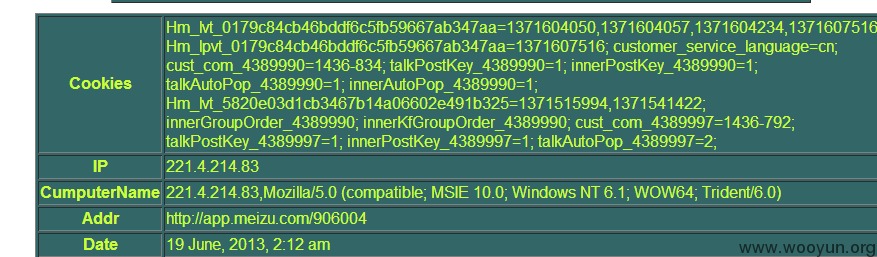 Cookies
Hm_lvt_0179c84cb46bddf6c5fb59667ab347aa=1371604050,1371604057,1371604234,1371607516
Hm_lpvt_0179c84cb46bddf6c5fb59667ab347aa=1371607516; customer_service_language=cn;
cust_com_4389990=1436-834; talkPostKey_4389990=1; innerPostKey_4389990=1;
talkAutoPop_4389990=1; innerAutoPop_4389990=1;
Hm_lvt_5820e03d1cb3467b14a06602e491b325=1371515994,1371541422;
innerGroupOrder_4389990; innerKfGroupOrder_4389990; cust_com_4389997=1436-792;
talkPostKey_4389997=1; innerPostKey_4389997=1; talkAutoPop_4389997=2;
IP 221.4.214.83
CumputerName 221.4.214.83,Mozilla/5.0 (compatible; MSIE 10.0; Windows NT 6.1; WOW64; Trident/6.0)
Addr http://app.meizu.com/906004
Date 19 June, 2013, 2:12 am
www.wooyun.org